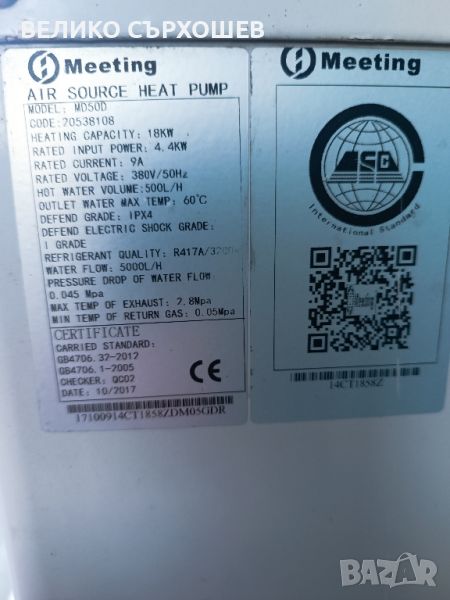 ВЕЛИКО СЪРХОШЕВ
Meeting
AIR SOURCE HEAT PUMP
MODEL: MD50D
CODE:20538108
HEATING CAPACITY: 18KW
RATED INPUT POWER: 4.4KW
RATED CURRENT: 9A
RATED VOLTAGE: 380V/50Hz
HOT WATER VOLUME:500L/H
OUTLET WATER MAX TEMP: 60℃
DEFEND GRADE: IPX4
DEFEND ELECTRIC SHOCK GRADE:
I GRADE
REFRIGERANT QUALITY: R417A/
WATER FLOW: 5000L/H
PRESSURE DROP OF WATER FLOW
0.045 Mpa
MAX TEMP OF EXHAUST: 2.8Mpa
MIN TEMP OF RETURN GAS: 0.05Mpa
CERTIFICATE
CARRIED STANDARD:
GB4706.32-2012
GB4706.1-2005
CHECKER: QC02
DATE: 10/2017
CE
17100914CT1858ZDM05GDR
Meeting
International Standard
14CT1858Z
BAZAR